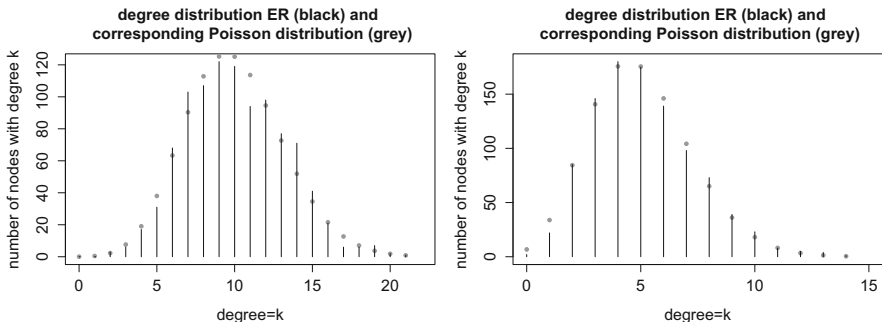 degree distribution ER (black) and
corresponding Poisson distribution (grey)
number of nodes with degree k
0 20 40 60 80 100 120
0 5 10 15 20
degree=k
degree distribution ER (black) and
corresponding Poisson distribution (grey)
number of nodes with degree k
0 50 100 150
0 5 10 15
degree=k